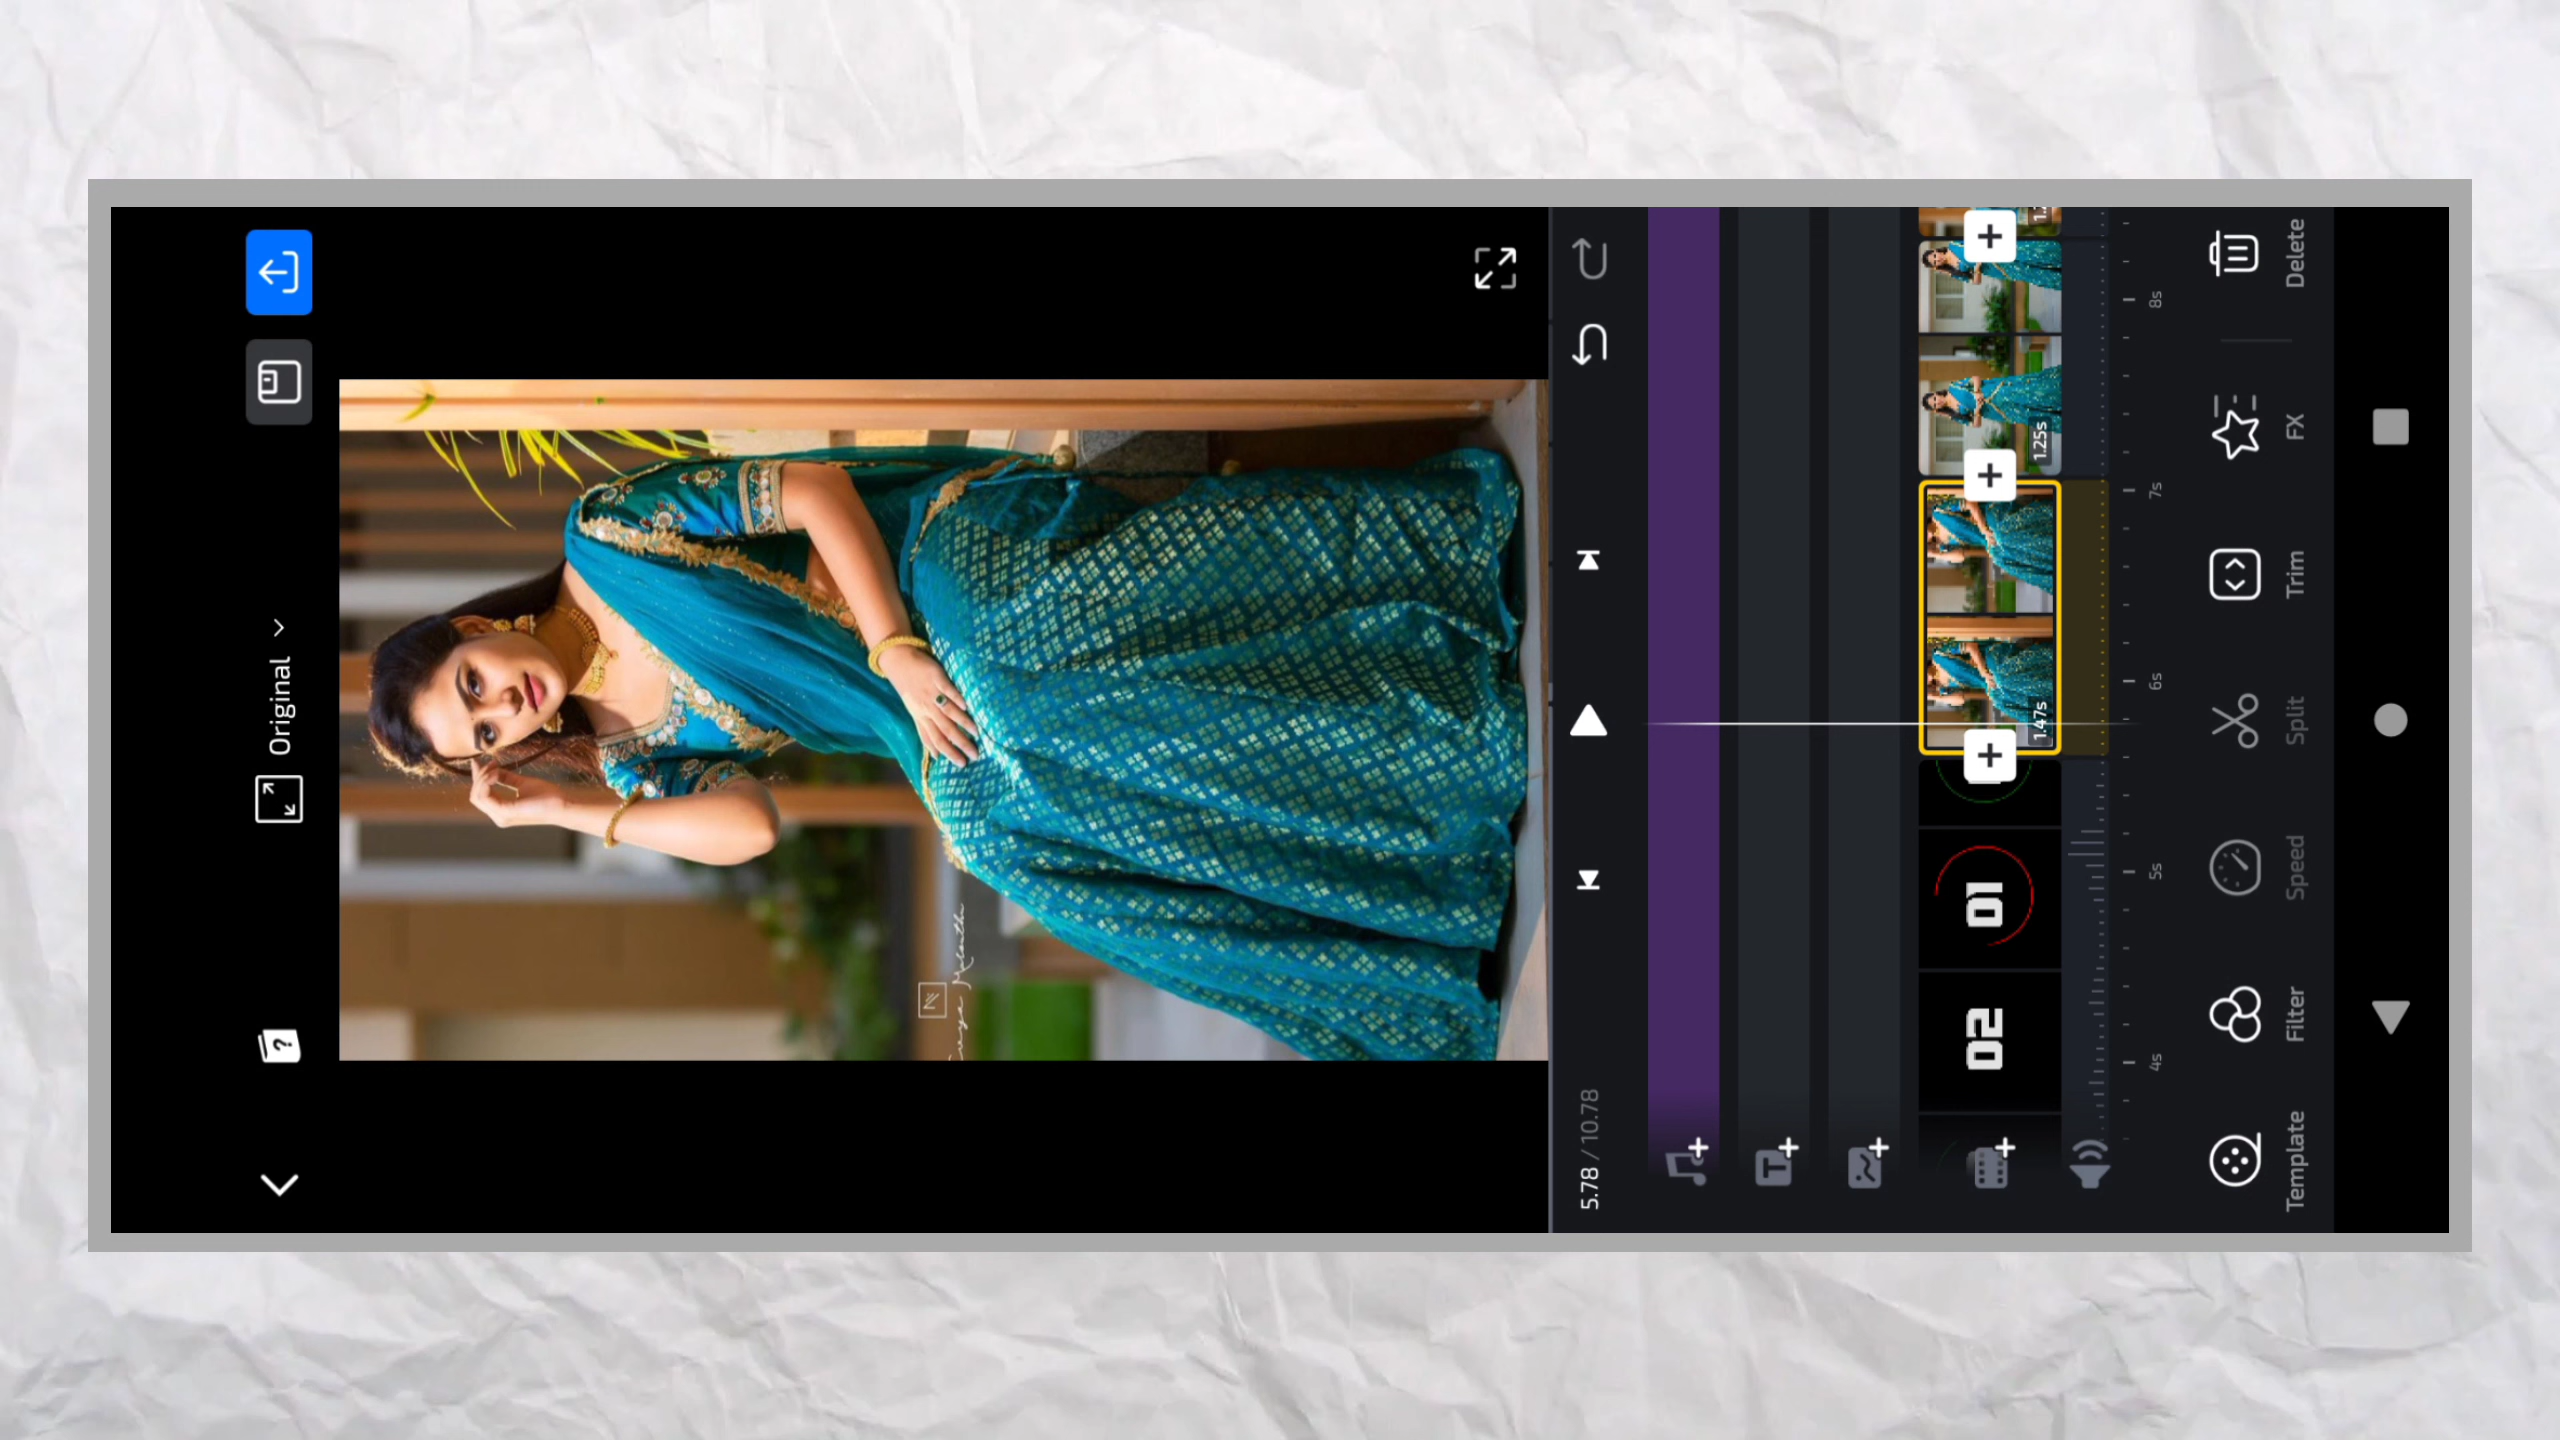 Original
5.78 / 10.78
01
02
1.47s
1.25s
4s
5s
6s
7s
8s
Template
Filter
Speed
Split
Trim
FX
Delete